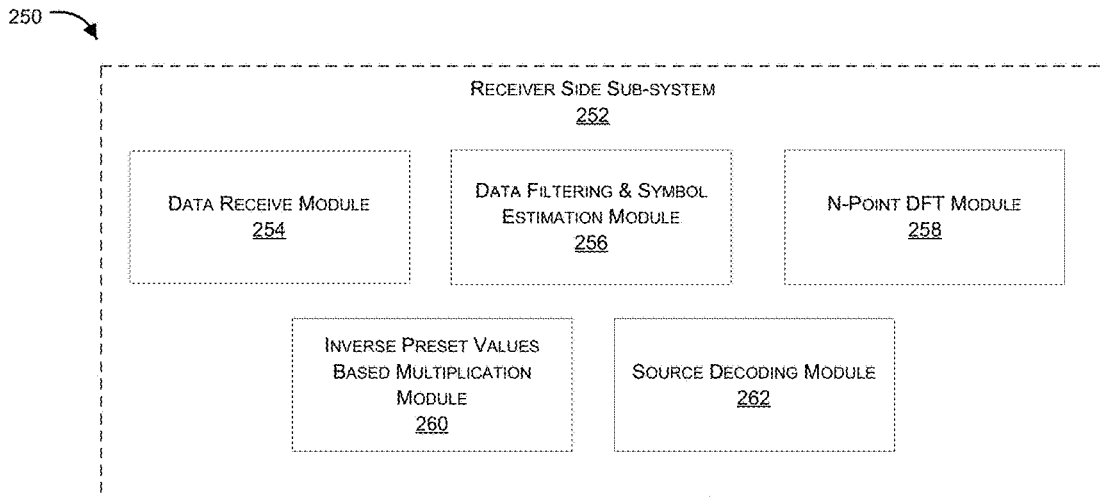 250
RECEIVER SIDE SUB-SYSTEM
252
DATA RECEIVE MODULE
254
DATA FILTERING & SYMBOL
ESTIMATION MODULE
256
N-POINT DFT MODULE
258
INVERSE PRESET VALUES
BASED MULTIPLICATION
MODULE
260
SOURCE DECODING MODULE
262